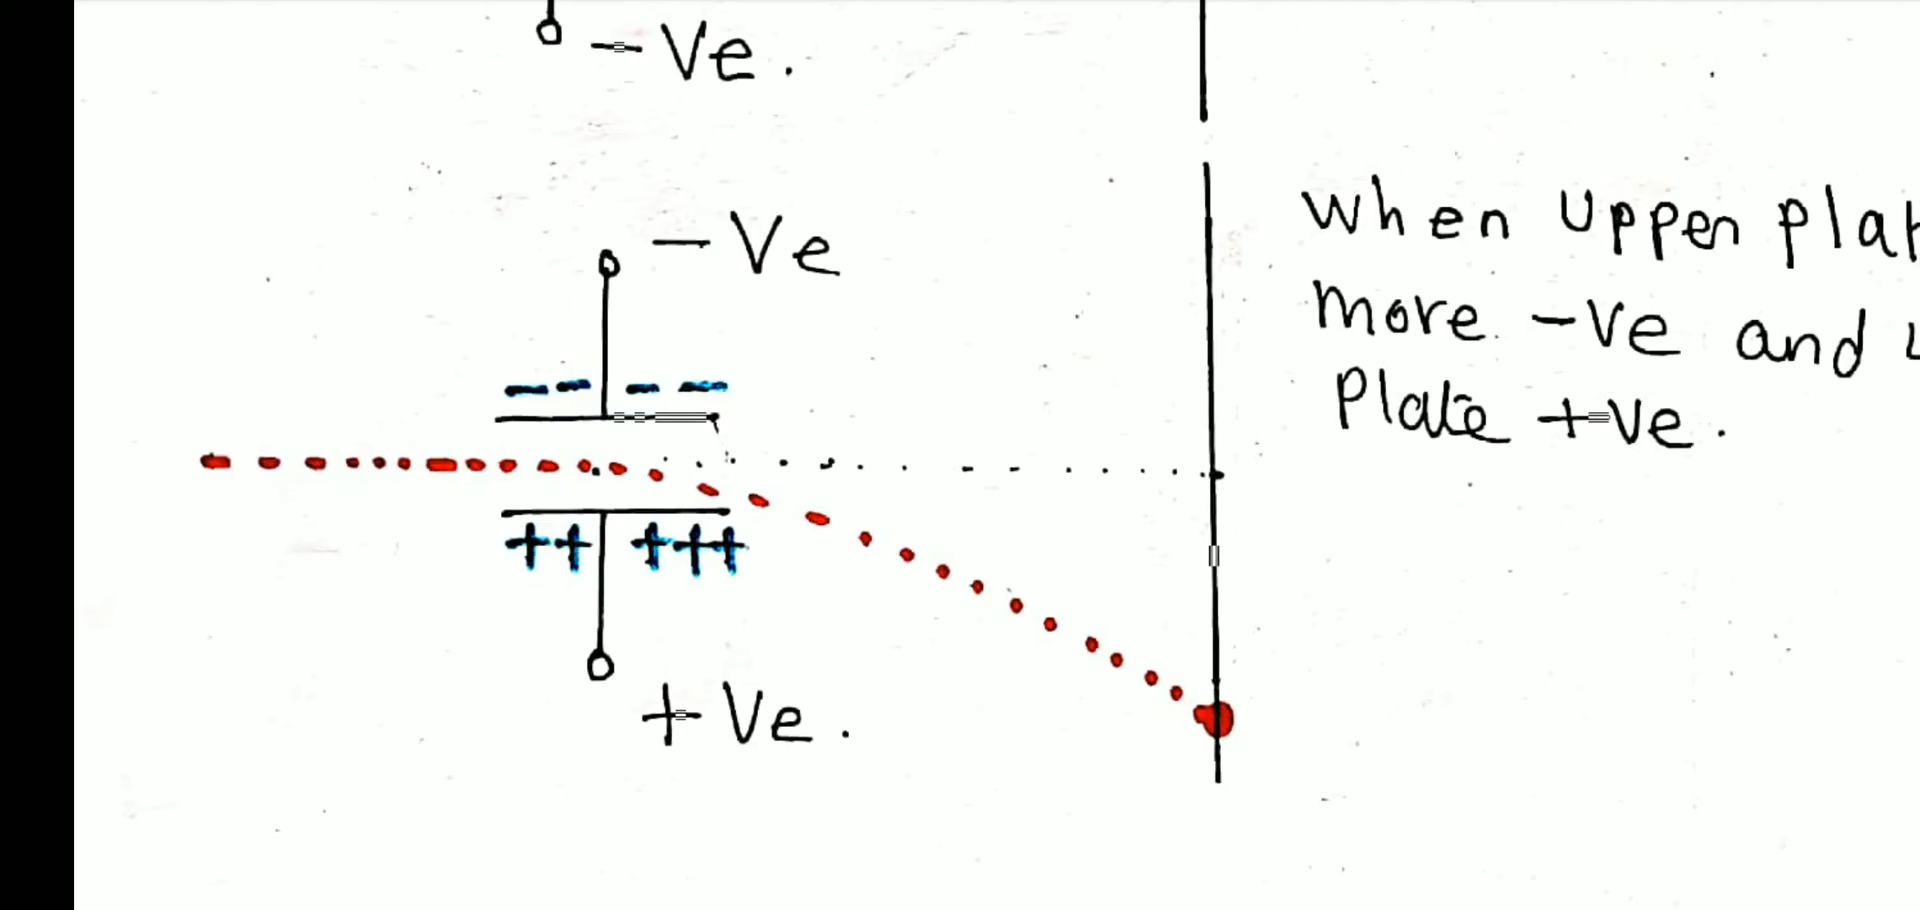 - Ve.
- Ve
when upper plat
more -ve and
Plate +ve.
- - - -
++ +++
+ Ve.